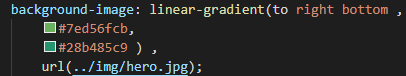 background-image: linear-gradient(to right bottom ,
#7ed56fcb,
#28b485c9 ) ,
url(../img/hero.jpg);